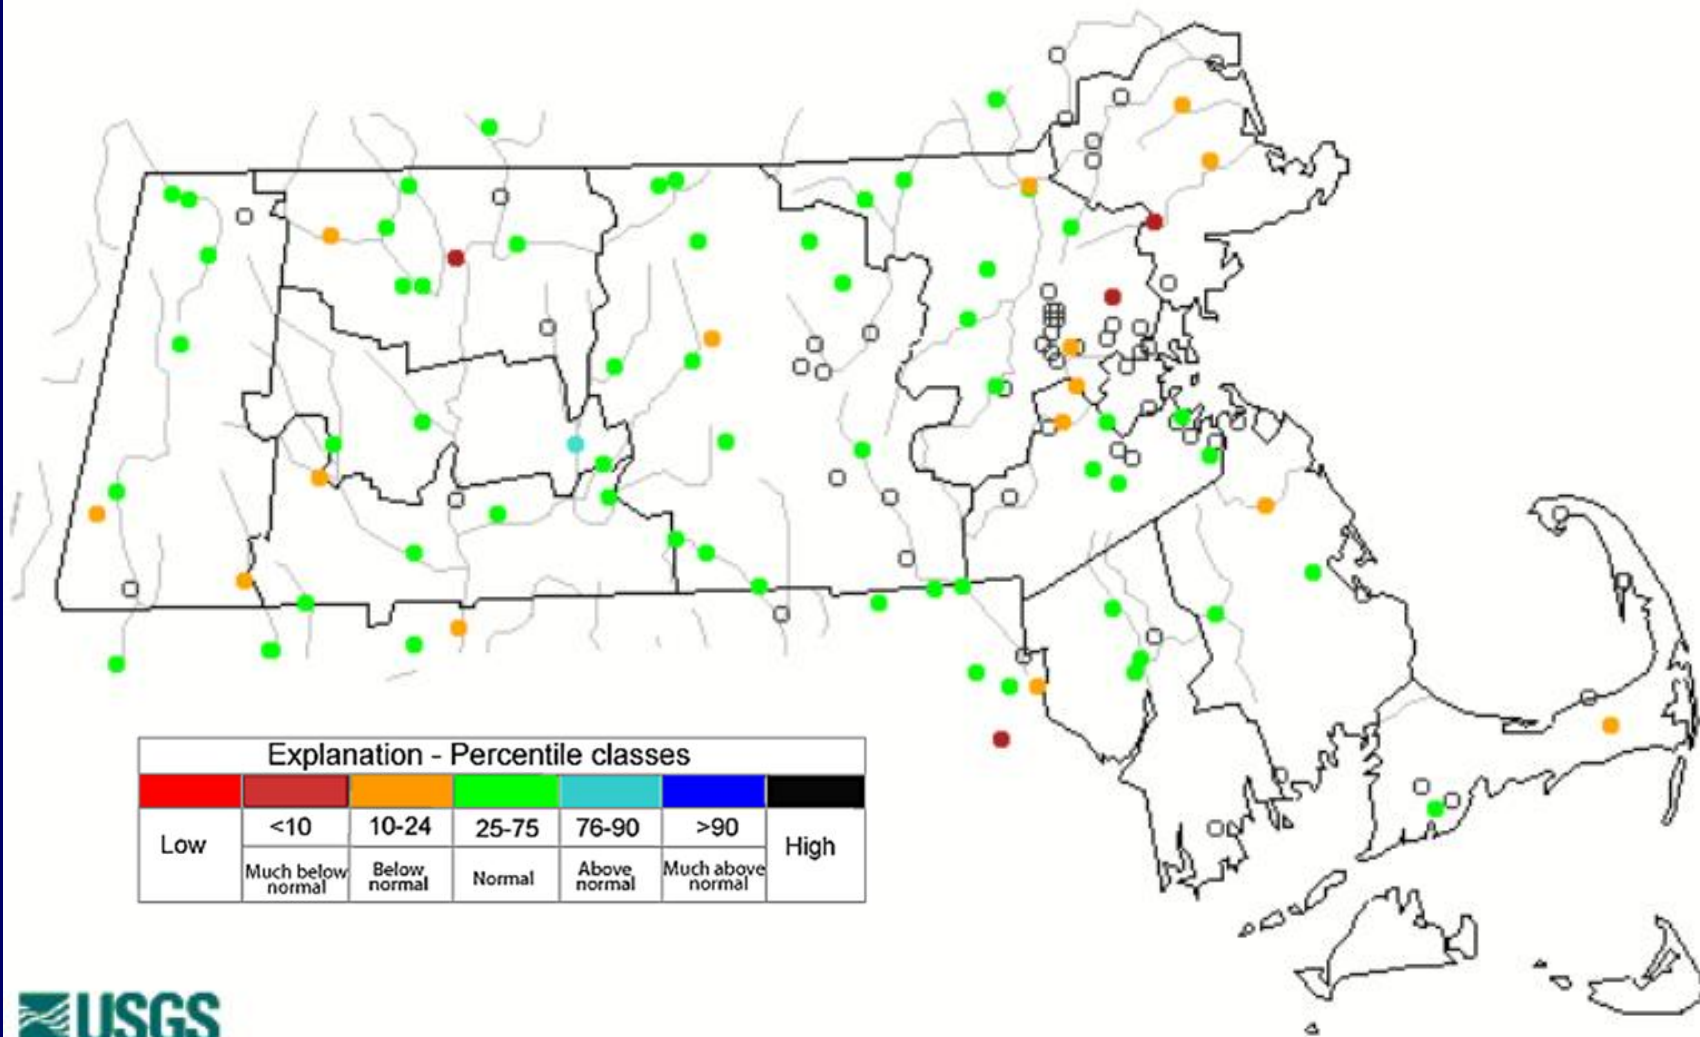 Explanation - Percentile classes
Low
<10
10-24
25-75
76-90
>90
High
Much below
normal
Below
normal
Normal
Above
normal
Much above
normal
USGS